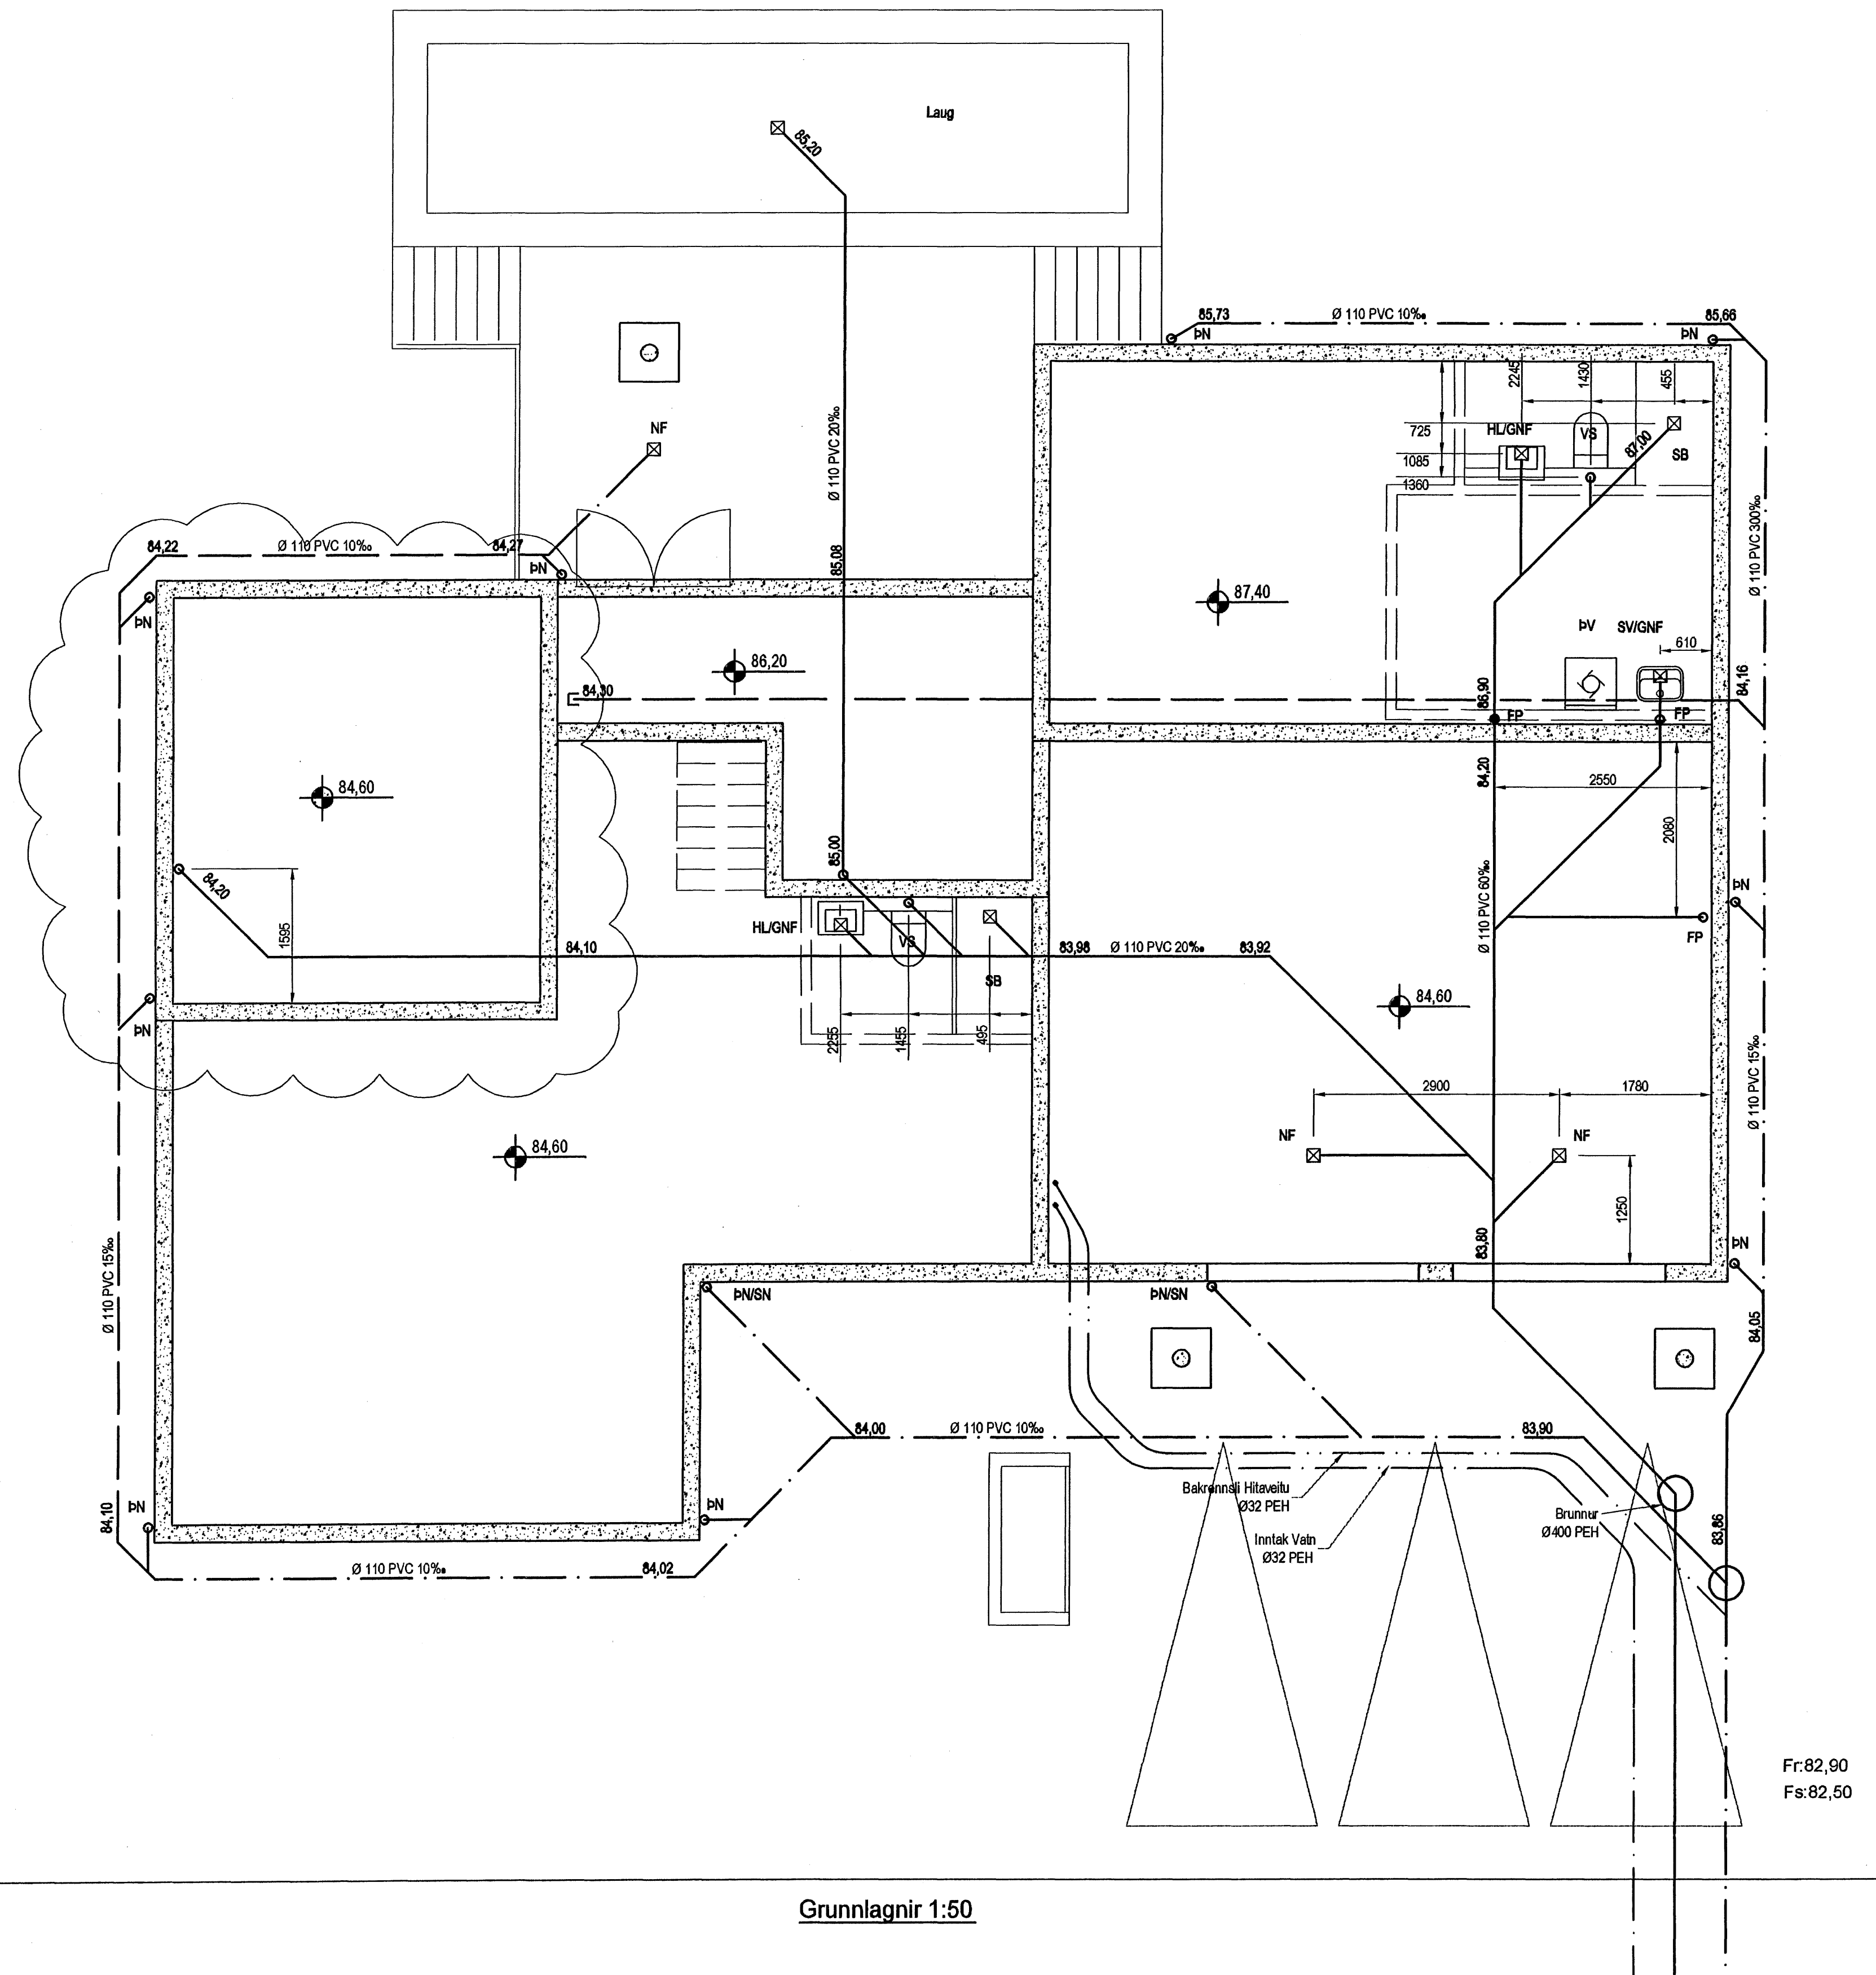 Laug
85,20
85,73
Ø 110 PVC 10‰
85,66
ÞN
ÞN
2245
1430
455
NF
725
HL/GNF
VS
87,00
1085
SB
1360
Ø 110 PVC 20‰
Ø 110 PVC 300‰
84,22
Ø 110 PVC 10‰
84,27
ÞN
85,08
87,40
ÞN
ÞV
SV/GNF
610
86,20
84,30
86,90
84,16
FP
FP
84,60
84,20
2550
2080
85,00
84,20
Ø 110 PVC 60‰
ÞN
1595
HL/GNF
VS
84,10
83,98
Ø 110 PVC 20‰
83,92
FP
SB
84,60
ÞN
2255
1455
495
2900
1780
Ø 110 PVC 15‰
84,60
NF
NF
1250
83,80
ÞN
Ø 110 PVC 15‰
ÞN/SN
ÞN/SN
84,05
84,00
Ø 110 PVC 10‰
83,90
Bakrennsli Hitaveitu
Ø32 PEH
Brunnur
Ø400 PEH
Inntak Vatn
Ø32 PEH
83,86
84,10
ÞN
ÞN
Ø 110 PVC 10‰
84,02
Fr:82,90
Fs:82,50
Grunnlagnir 1:50